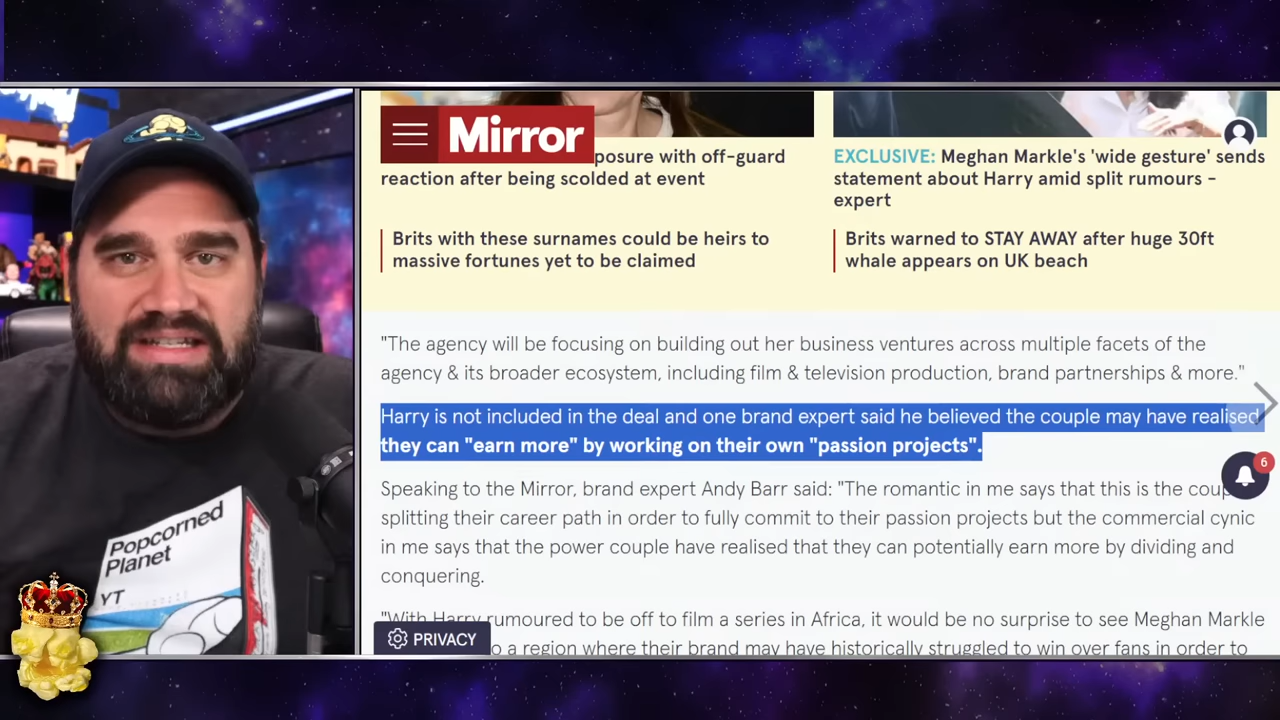 Mirror
posure with off-guard
reaction after being scolded at event
EXCLUSIVE: Meghan Markle's 'wide gesture' sends
statement about Harry amid split rumours -
expert
Brits with these surnames could be heirs to
massive fortunes yet to be claimed
Brits warned to STAY AWAY after huge 30ft
whale appears on UK beach
"The agency will be focusing on building out her business ventures across multiple facets of the
agency & its broader ecosystem, including film & television production, brand partnerships & more."
Harry is not included in the deal and one brand expert said he believed the couple may have realised
they can "earn more" by working on their own "passion projects".
6
Speaking to the Mirror, brand expert Andy Barr said: "The romantic in me says that this is the coup
splitting their career path in order to fully commit to their passion projects but the commercial cynic
in me says that the power couple have realised that they can potentially earn more by dividing and
conquering.
"With Harry rumoured to be off to film a series in Africa, it would be no surprise to see Meghan Markle
o a region where their brand may have historically struggled to win over fans in order to
PRIVACY
Popcorned
Planet
YT